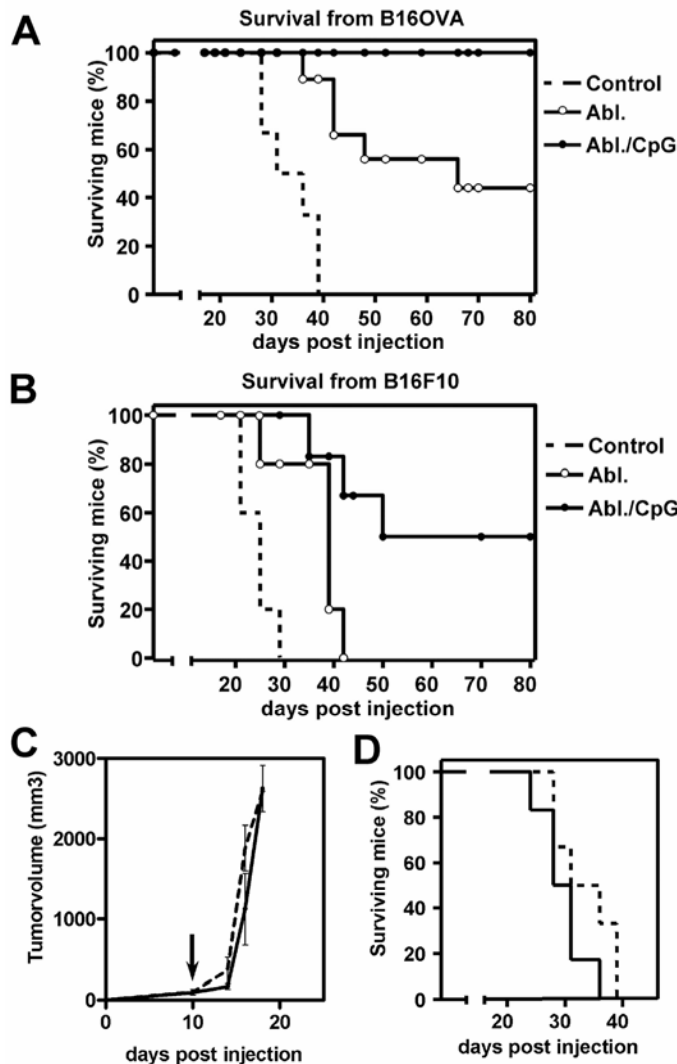 A
Survival from B16OVA
Surviving mice (%)
100
80
60
40
20
0
20 30 40 50 60 70 80
days post injection
Control
Abl.
Abl./CpG
B
Survival from B16F10
Surviving mice (%)
100
80
60
40
20
0
20 30 40 50 60 70 80
days post injection
Control
Abl.
Abl./CpG
C
Tumorvolume (mm3)
3000
2000
1000
0
0 10 20
days post injection
D
Surviving mice (%)
100
80
60
40
20
0
20 30 40
days post injection